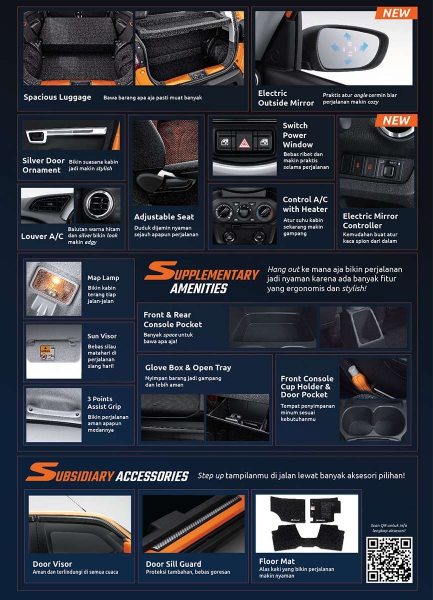 NEW
Spacious Luggage
Bawa barang apa aja pasti muat banyak
Electric
Outside Mirror
Praktis atur angle cermin biar
perjalanan makin cozy
Silver Door
Ornament
Bikin suasana kabin
jadi makin stylish
Louver A/C
Balutan warna hitam
dan silver bikin look
makin edgy
Adjustable Seat
Duduk dijamin nyaman
sejauh apapun perjalanan
Switch
Power
Window
Bebas ribet dan
makin praktis
selama perjalanan
Control A/C
with Heater
Atur suhu kabin
sekarang makin
gampang
NEW
Electric Mirror
Controller
Kemudahan buat atur
kaca spion dari dalam
Map Lamp
Bikin kabin
terang tiap
jalan-jalan
Sun Visor
Bebas silau
matahari di
perjalanan
siang hari!
3 Points
Assist Grip
Bikin perjalanan
aman apapun
medannya
SUPPLEMENTARY
AMENITIES
Hang out ke mana aja bikin perjalanan
jadi nyaman karena ada banyak fitur
yang ergonomis dan stylish!
Front & Rear
Console Pocket
Banyak space untuk
bawa apa aja!
Glove Box & Open Tray
Nyimpan barang jadi gampang
dan lebih aman
Front Console
Cup Holder &
Door Pocket
Tempat penyimpanan
minum sesuai
kebutuhanmu
SUBSIDIARY ACCESSORIES
Step up tampilanmu di jalan lewat banyak aksesori pilihan!
Door Visor
Aman dan terlindungi di semua cuaca
Door Sill Guard
Proteksi tambahan, bebas goresan
Floor Mat
Alas kaki yang bikin perjalanan
makin nyaman
Scan QR untuk info
lengkap aksesori!